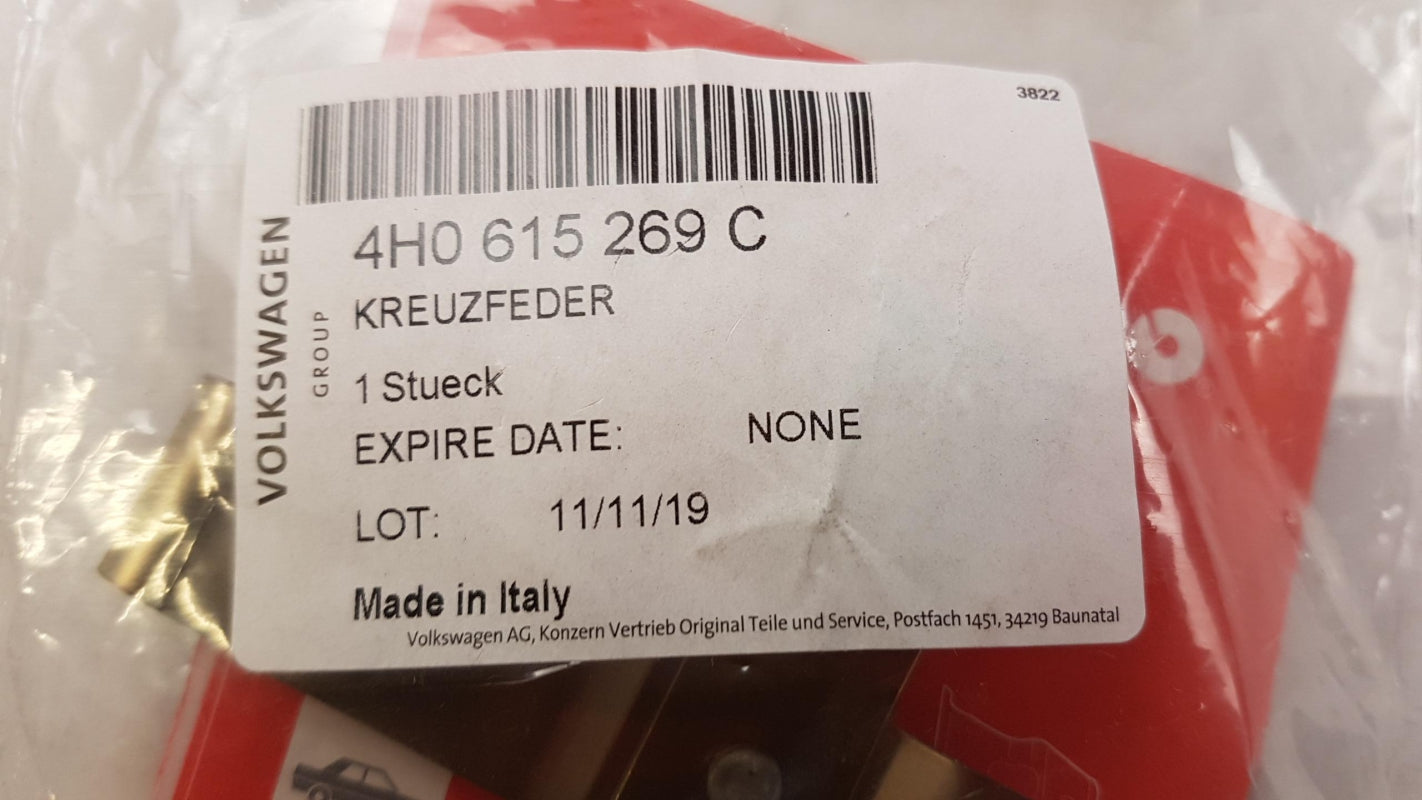 3822
4H0 615 269 C
KREUZFEDER
1 Stueck
EXPIRE DATE: NONE
LOT: 11/11/19
Made in Italy
Volkswagen AG, Konzern Vertrieb Original Teile und Service, Postfach 1451, 34219 Baunatal
VOLKSWAGEN
GROUP